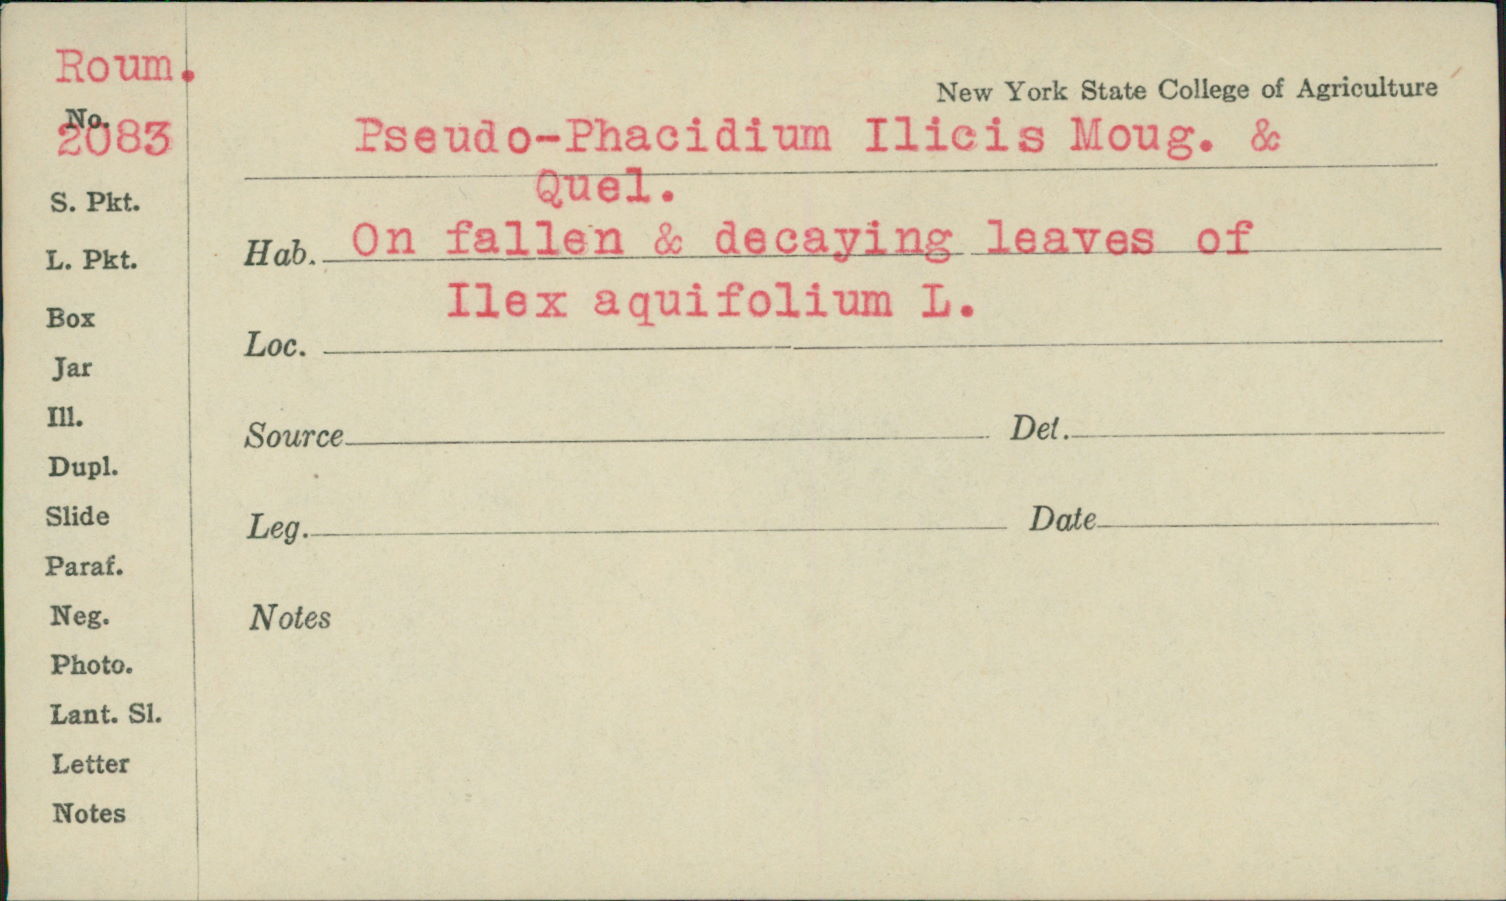 Roum.
New York State College of Agriculture
No.
2083
Pseudo-Phacidium Ilicis Moug. &
Quel.
S. Pkt.
Hab. On fallen & decaying leaves of
L. Pkt.
Ilex aquifolium L.
Box
Loc.
Jar
Ill.
Source Det.
Dupl.
Slide
Leg. Date
Paraf.
Neg.
Notes
Photo.
Lant. Sl.
Letter
Notes